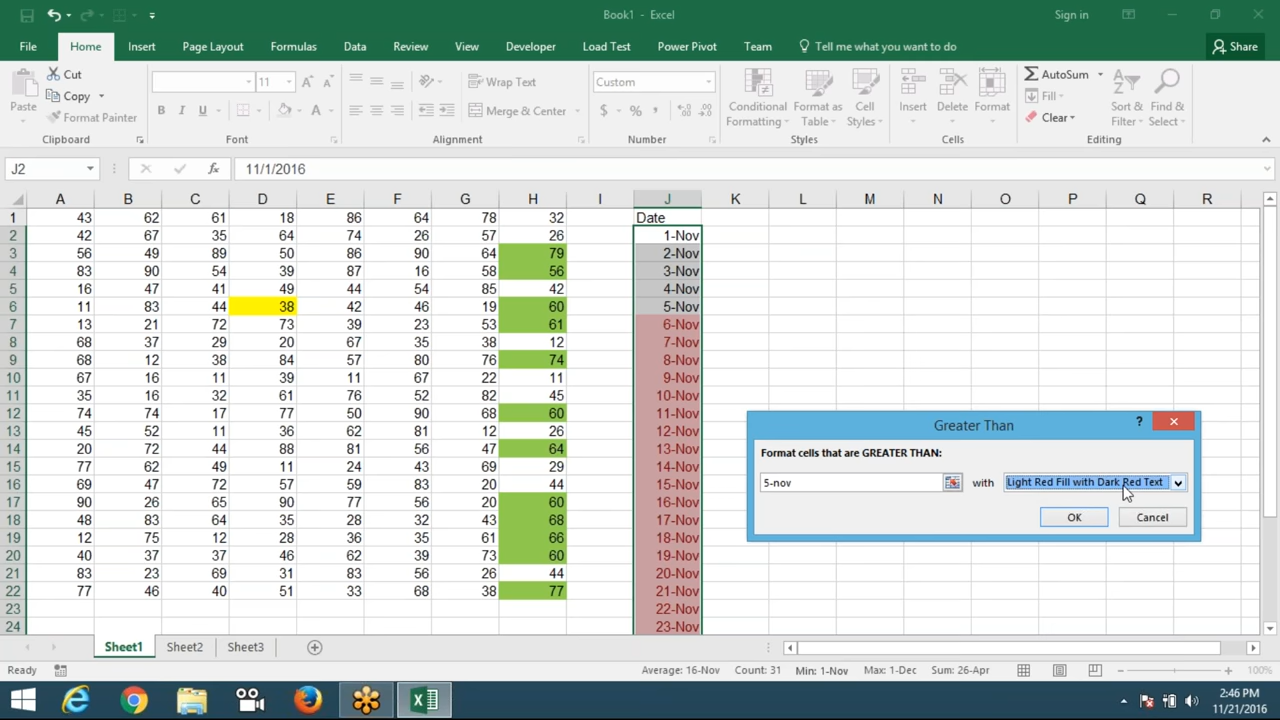 Book1 - Excel
Sign in
File Home Insert Page Layout Formulas Data Review View Developer Load Test Power Pivot Team Tell me what you want to do Share
Paste Cut Copy Format Painter
11
Wrap Text
Merge & Center
Custom
$ % ,
Conditional Formatting
Format as Table
Cell Styles
Insert Delete Format
AutoSum
Fill
Clear
Sort & Filter
Find & Select
Clipboard Font Alignment Number Styles Cells Editing
J2 fx 11/1/2016
A B C D E F G H I J K L M N O P Q R
1 43 62 61 18 86 64 78 32 Date
2 42 67 35 64 74 26 57 26 1-Nov
3 56 49 89 50 86 90 64 79 2-Nov
4 83 90 54 39 87 16 58 56 3-Nov
5 16 47 41 49 44 54 85 42 4-Nov
6 11 83 44 38 42 46 19 60 5-Nov
7 13 21 72 73 39 23 53 61 6-Nov
8 68 37 29 20 67 35 38 12 7-Nov
9 68 12 38 84 57 80 76 74 8-Nov
10 67 16 11 39 11 67 22 11 9-Nov
11 35 16 32 61 76 52 82 45 10-Nov
12 74 74 17 77 50 90 68 60 11-Nov
13 45 52 11 36 62 81 12 26 12-Nov
14 20 72 44 88 81 56 47 64 13-Nov
15 77 62 49 11 24 43 69 29 14-Nov
16 69 47 72 57 59 83 20 44 15-Nov
17 90 26 65 90 77 56 20 60 16-Nov
18 48 83 64 35 28 32 43 68 17-Nov
19 12 75 12 28 36 35 61 66 18-Nov
20 40 37 37 46 62 39 73 60 19-Nov
21 83 23 69 31 83 56 26 44 20-Nov
22 77 46 40 51 33 68 38 77 21-Nov
23 22-Nov
24 23-Nov
Greater Than
?
Format cells that are GREATER THAN:
5-nov with Light Red Fill with Dark Red Text
OK Cancel
Sheet1 Sheet2 Sheet3
Ready Average: 16-Nov Count: 31 Min: 1-Nov Max: 1-Dec Sum: 26-Apr 100%
2:46 PM
11/21/2016